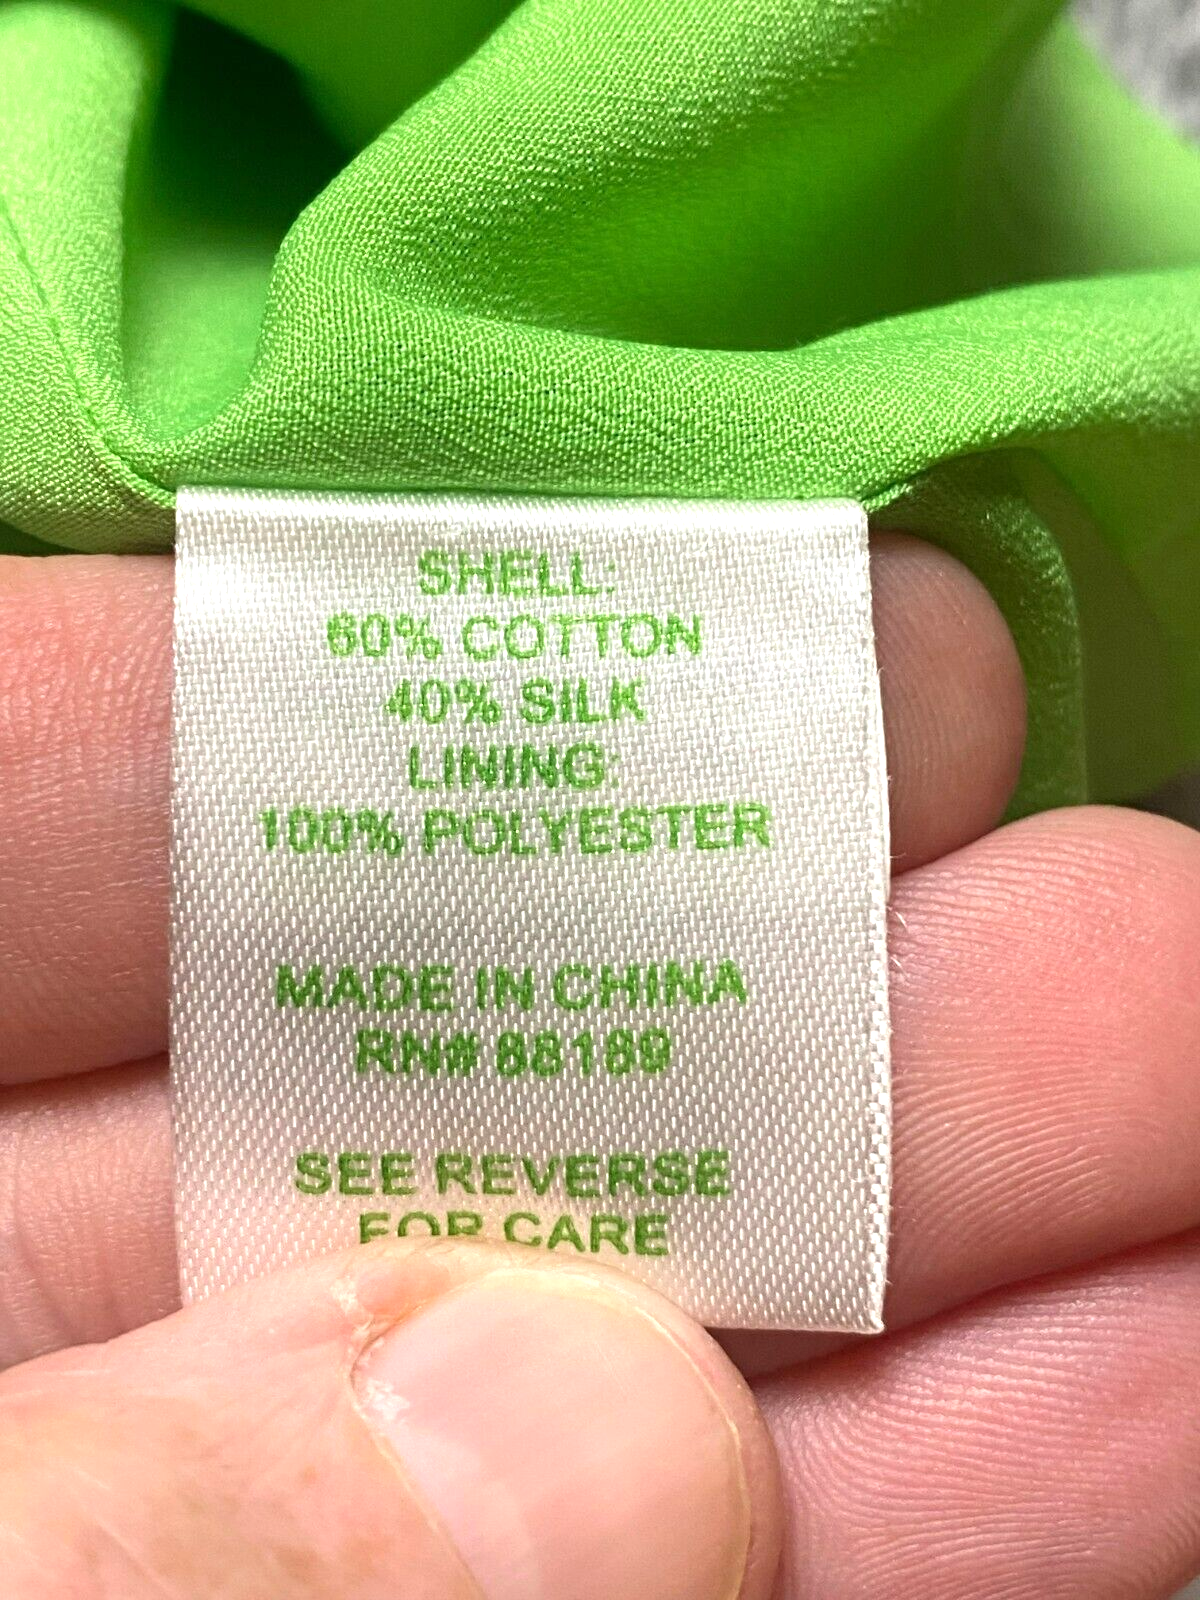 SHELL:
60% COTTON
40% SILK
LINING:
100% POLYESTER
MADE IN CHINA
RN# 88189
SEE REVERSE
FOR CARE